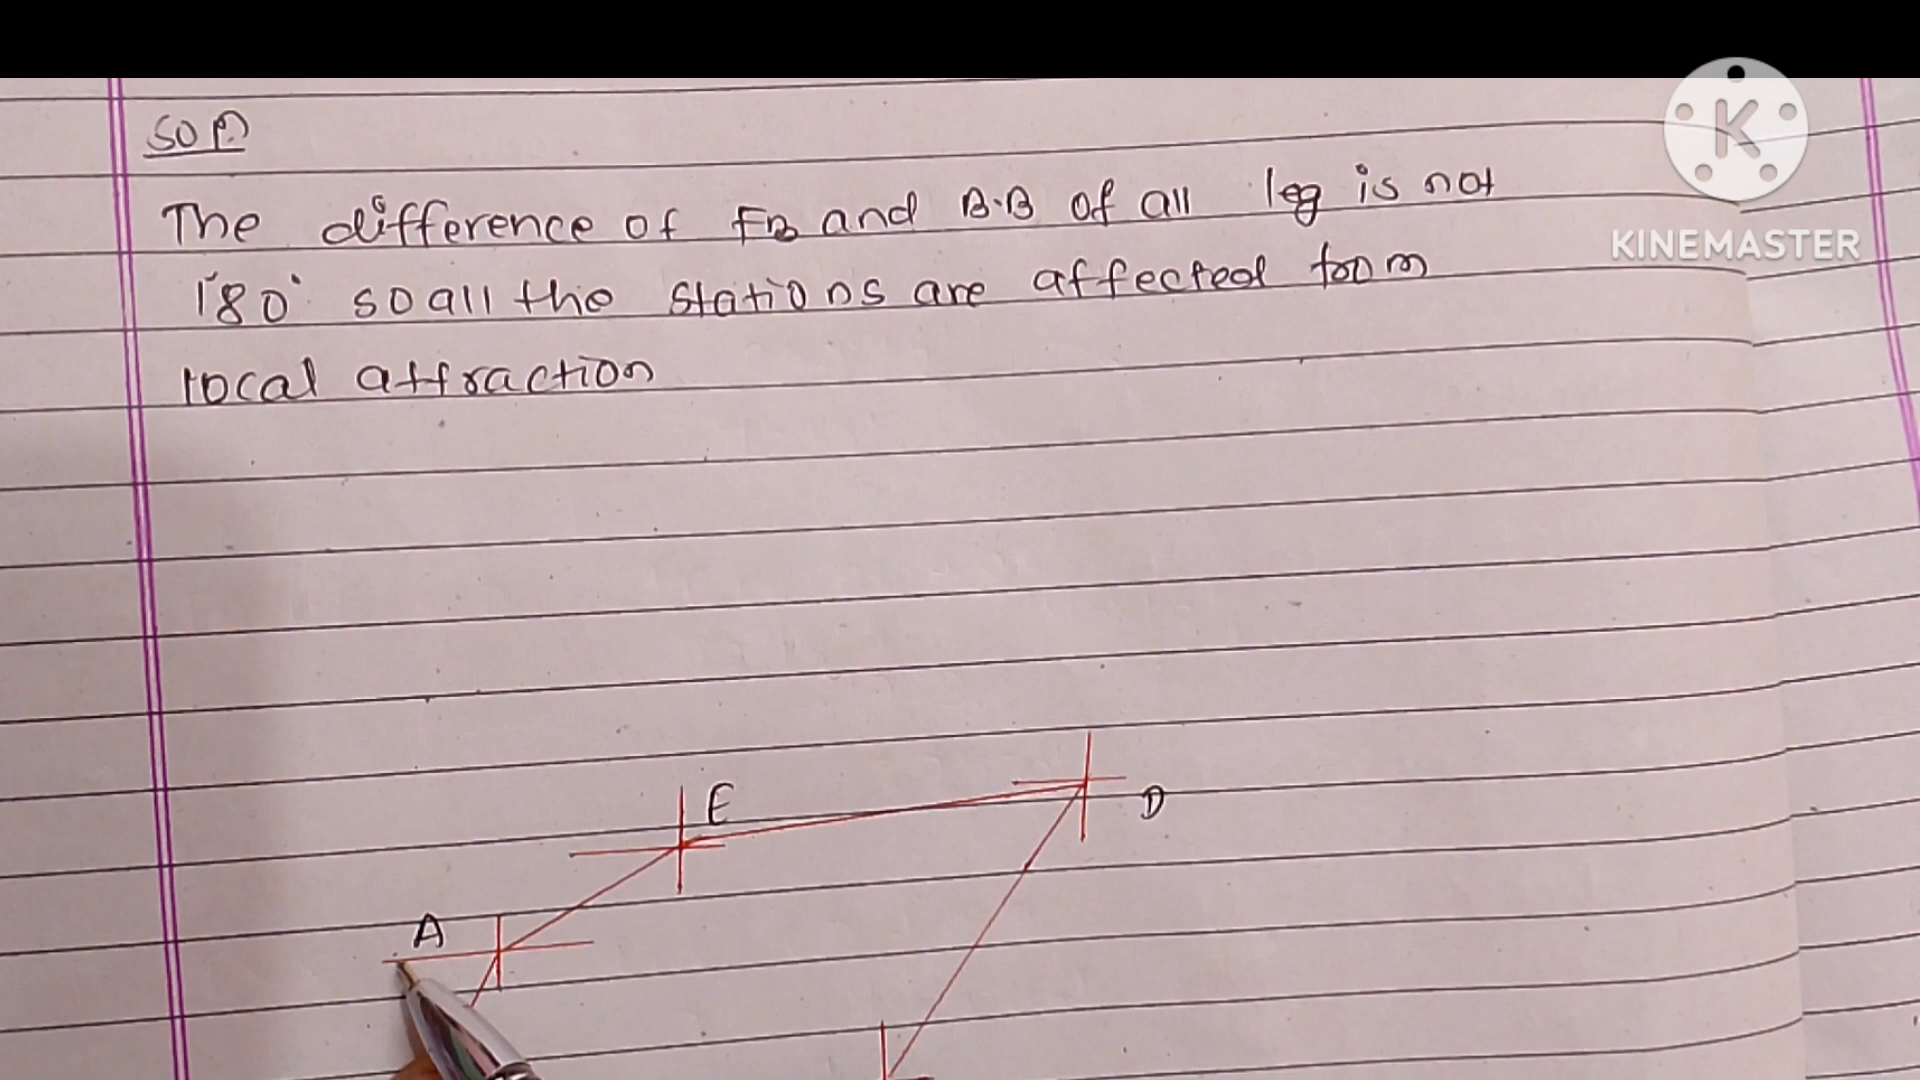 Soln
The difference of FB and B.B of all leg is not
180° so all the stations are affected from
local attraction
E
D
A
K
KINEMASTER